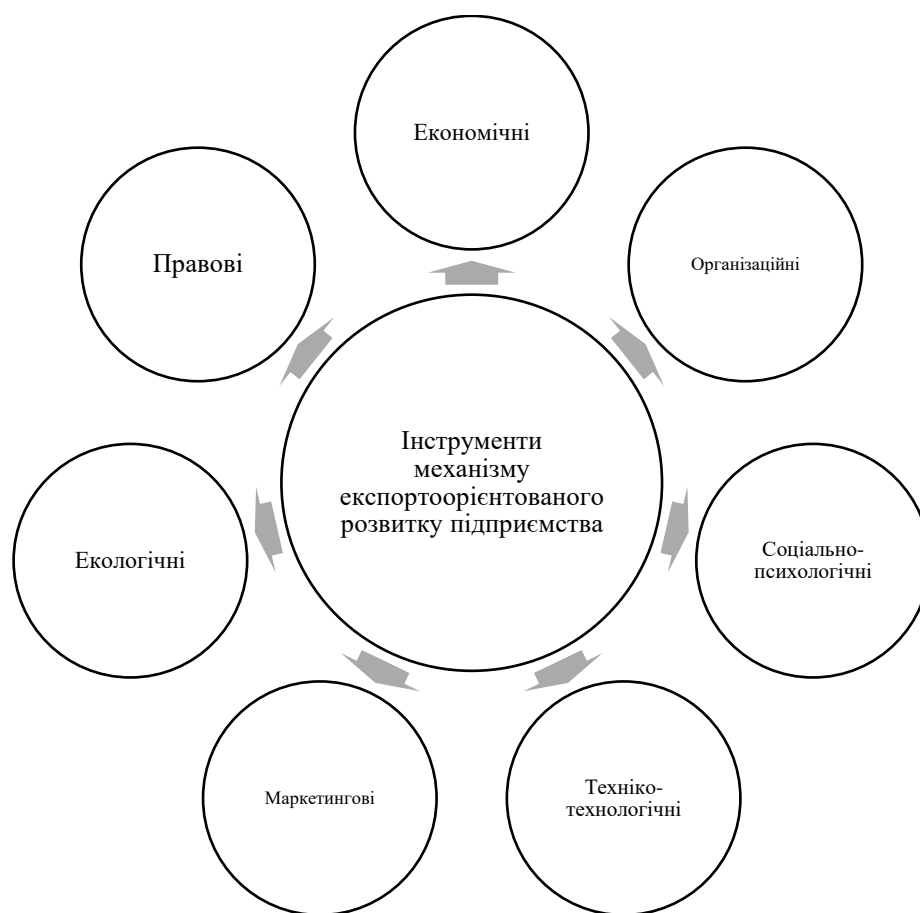 Економічні
Правові
Організаційні
Інструменти
механізму
експортоорієнтованого
розвитку підприємства
Екологічні
Соціально-
психологічні
Маркетингові
Техніко-
технологічні